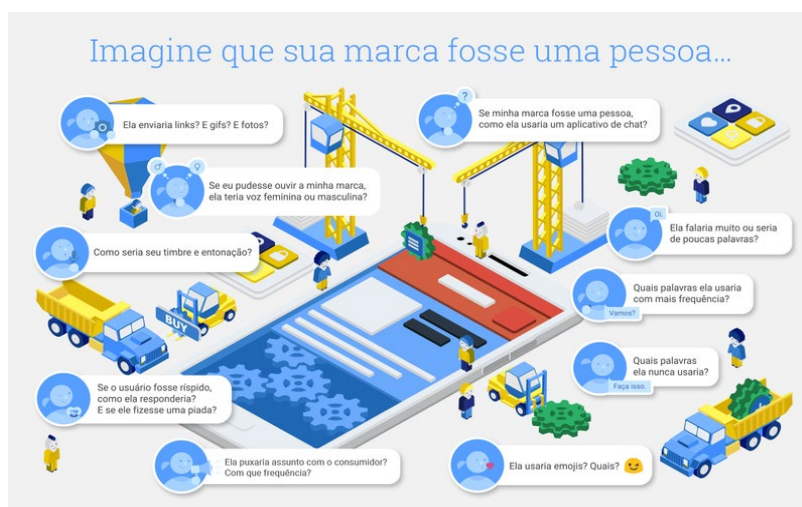 Imagine que sua marca fosse uma pessoa...
Ela enviaria links? E gifs? E fotos?
?
Se minha marca fosse uma pessoa,
como ela usaria um aplicativo de chat?
Se eu pudesse ouvir a minha marca,
ela teria voz feminina ou masculina?
Oi.
Ela falaria muito ou seria
de poucas palavras?
Como seria seu timbre e entonação?
Quais palavras ela usaria
com mais frequência?
Vamos?
BUY
Quais palavras
ela nunca usaria?
Faça isso.
Se o usuário fosse ríspido,
como ela responderia?
E se ele fizesse uma piada?
Ela puxaria assunto com o consumidor?
Com que frequência?
Ela usaria emojis? Quais? 😉